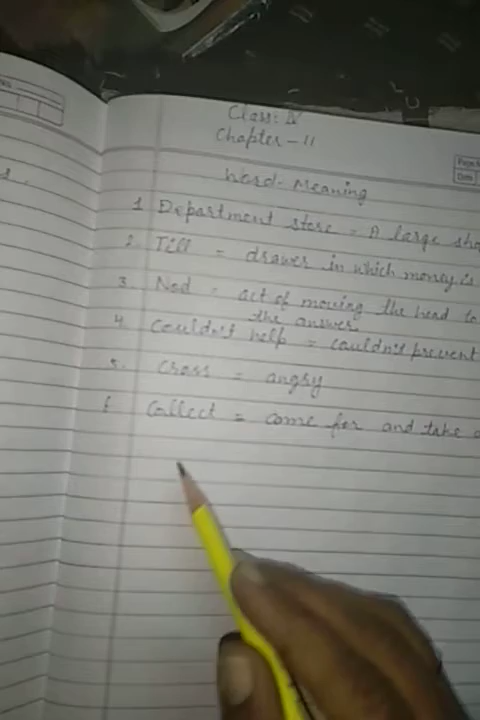 Class: IV
Chapter - 11
Word-Meaning
1 Department store = A large
2. Till = drawer in which money is
3. Nod = act of moving the head to
the answer
4. Couldn't help = couldn't prevent
5. Cross = angry
6 Collect = come for and take
Page
Date